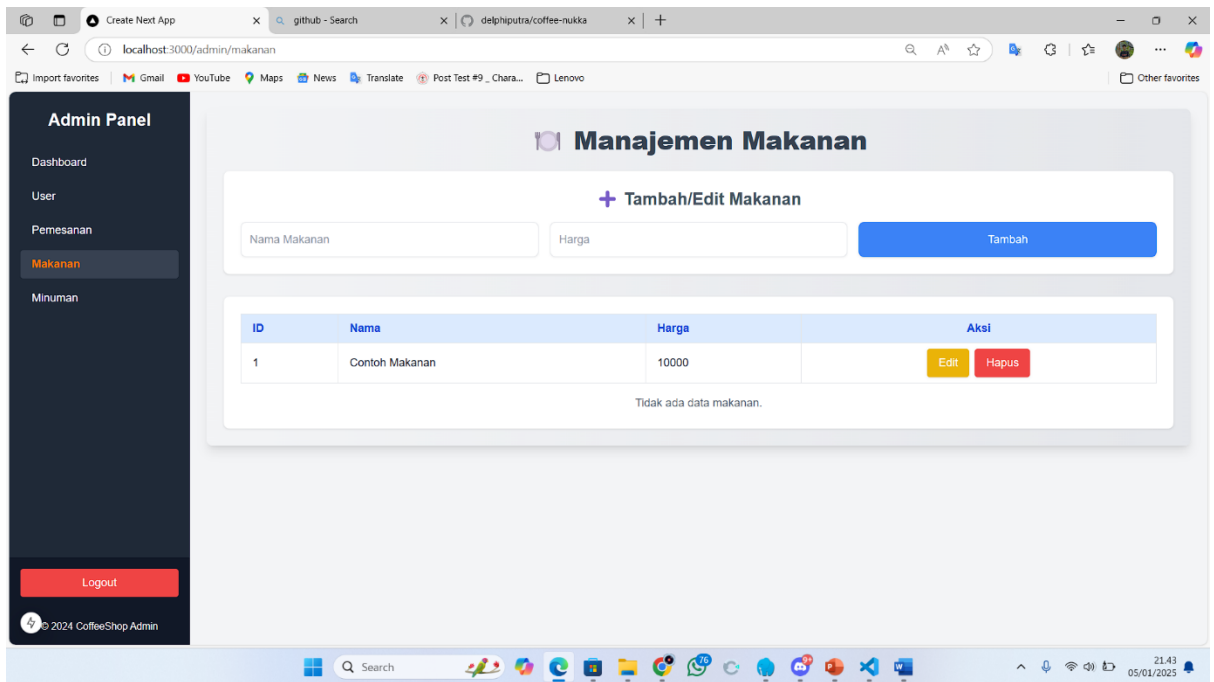 Create Next App
github - Search
delphiputra/coffee-nukka
localhost:3000/admin/makanan
Import favorites
Gmail
YouTube
Maps
News
Translate
Post Test #9 _ Chara...
Lenovo
Other favorites
Admin Panel
Dashboard
User
Pemesanan
Makanan
Minuman
Logout
© 2024 CoffeeShop Admin
Manajemen Makanan
Tambah/Edit Makanan
Nama Makanan Harga Tambah
ID Nama Harga Aksi
1 Contoh Makanan 10000 Edit Hapus
Tidak ada data makanan.
Search
76
9+
21.43
05/01/2025